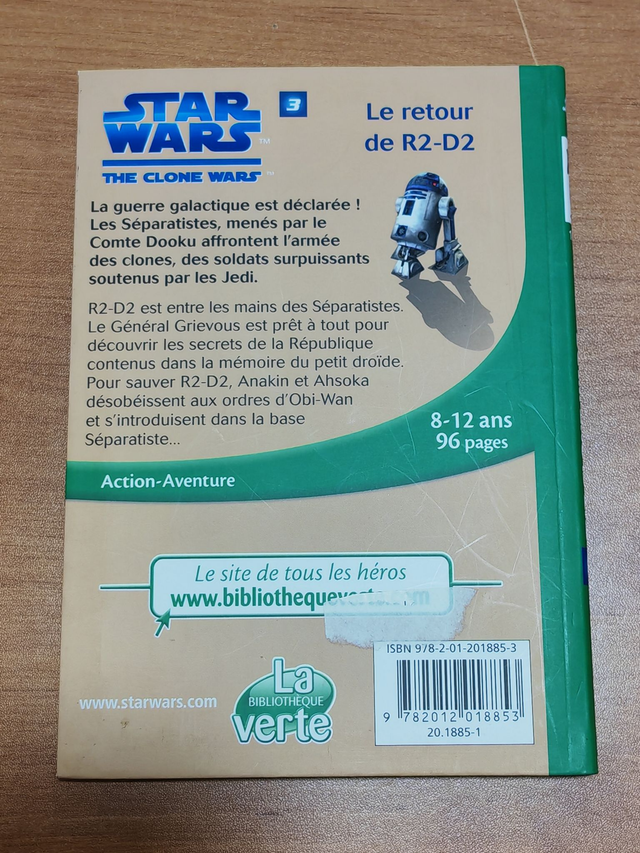 STAR
WARS™
THE CLONE WARS™
3
Le retour
de R2-D2
La guerre galactique est déclarée !
Les Séparatistes, menés par le
Comte Dooku affrontent l'armée
des clones, des soldats surpuissants
soutenus par les Jedi.
R2-D2 est entre les mains des Séparatistes.
Le Général Grievous est prêt à tout pour
découvrir les secrets de la République
contenus dans la mémoire du petit droïde.
Pour sauver R2-D2, Anakin et Ahsoka
désobéissent aux ordres d'Obi-Wan
et s'introduisent dans la base
Séparatiste...
8-12 ans
96 pages
Action-Aventure
Le site de tous les héros
www.bibliothequeverte.com
ISBN 978-2-01-201885-3
9 782012 018853
20.1885-1
www.starwars.com
La
BIBLIOTHÈQUE
verte